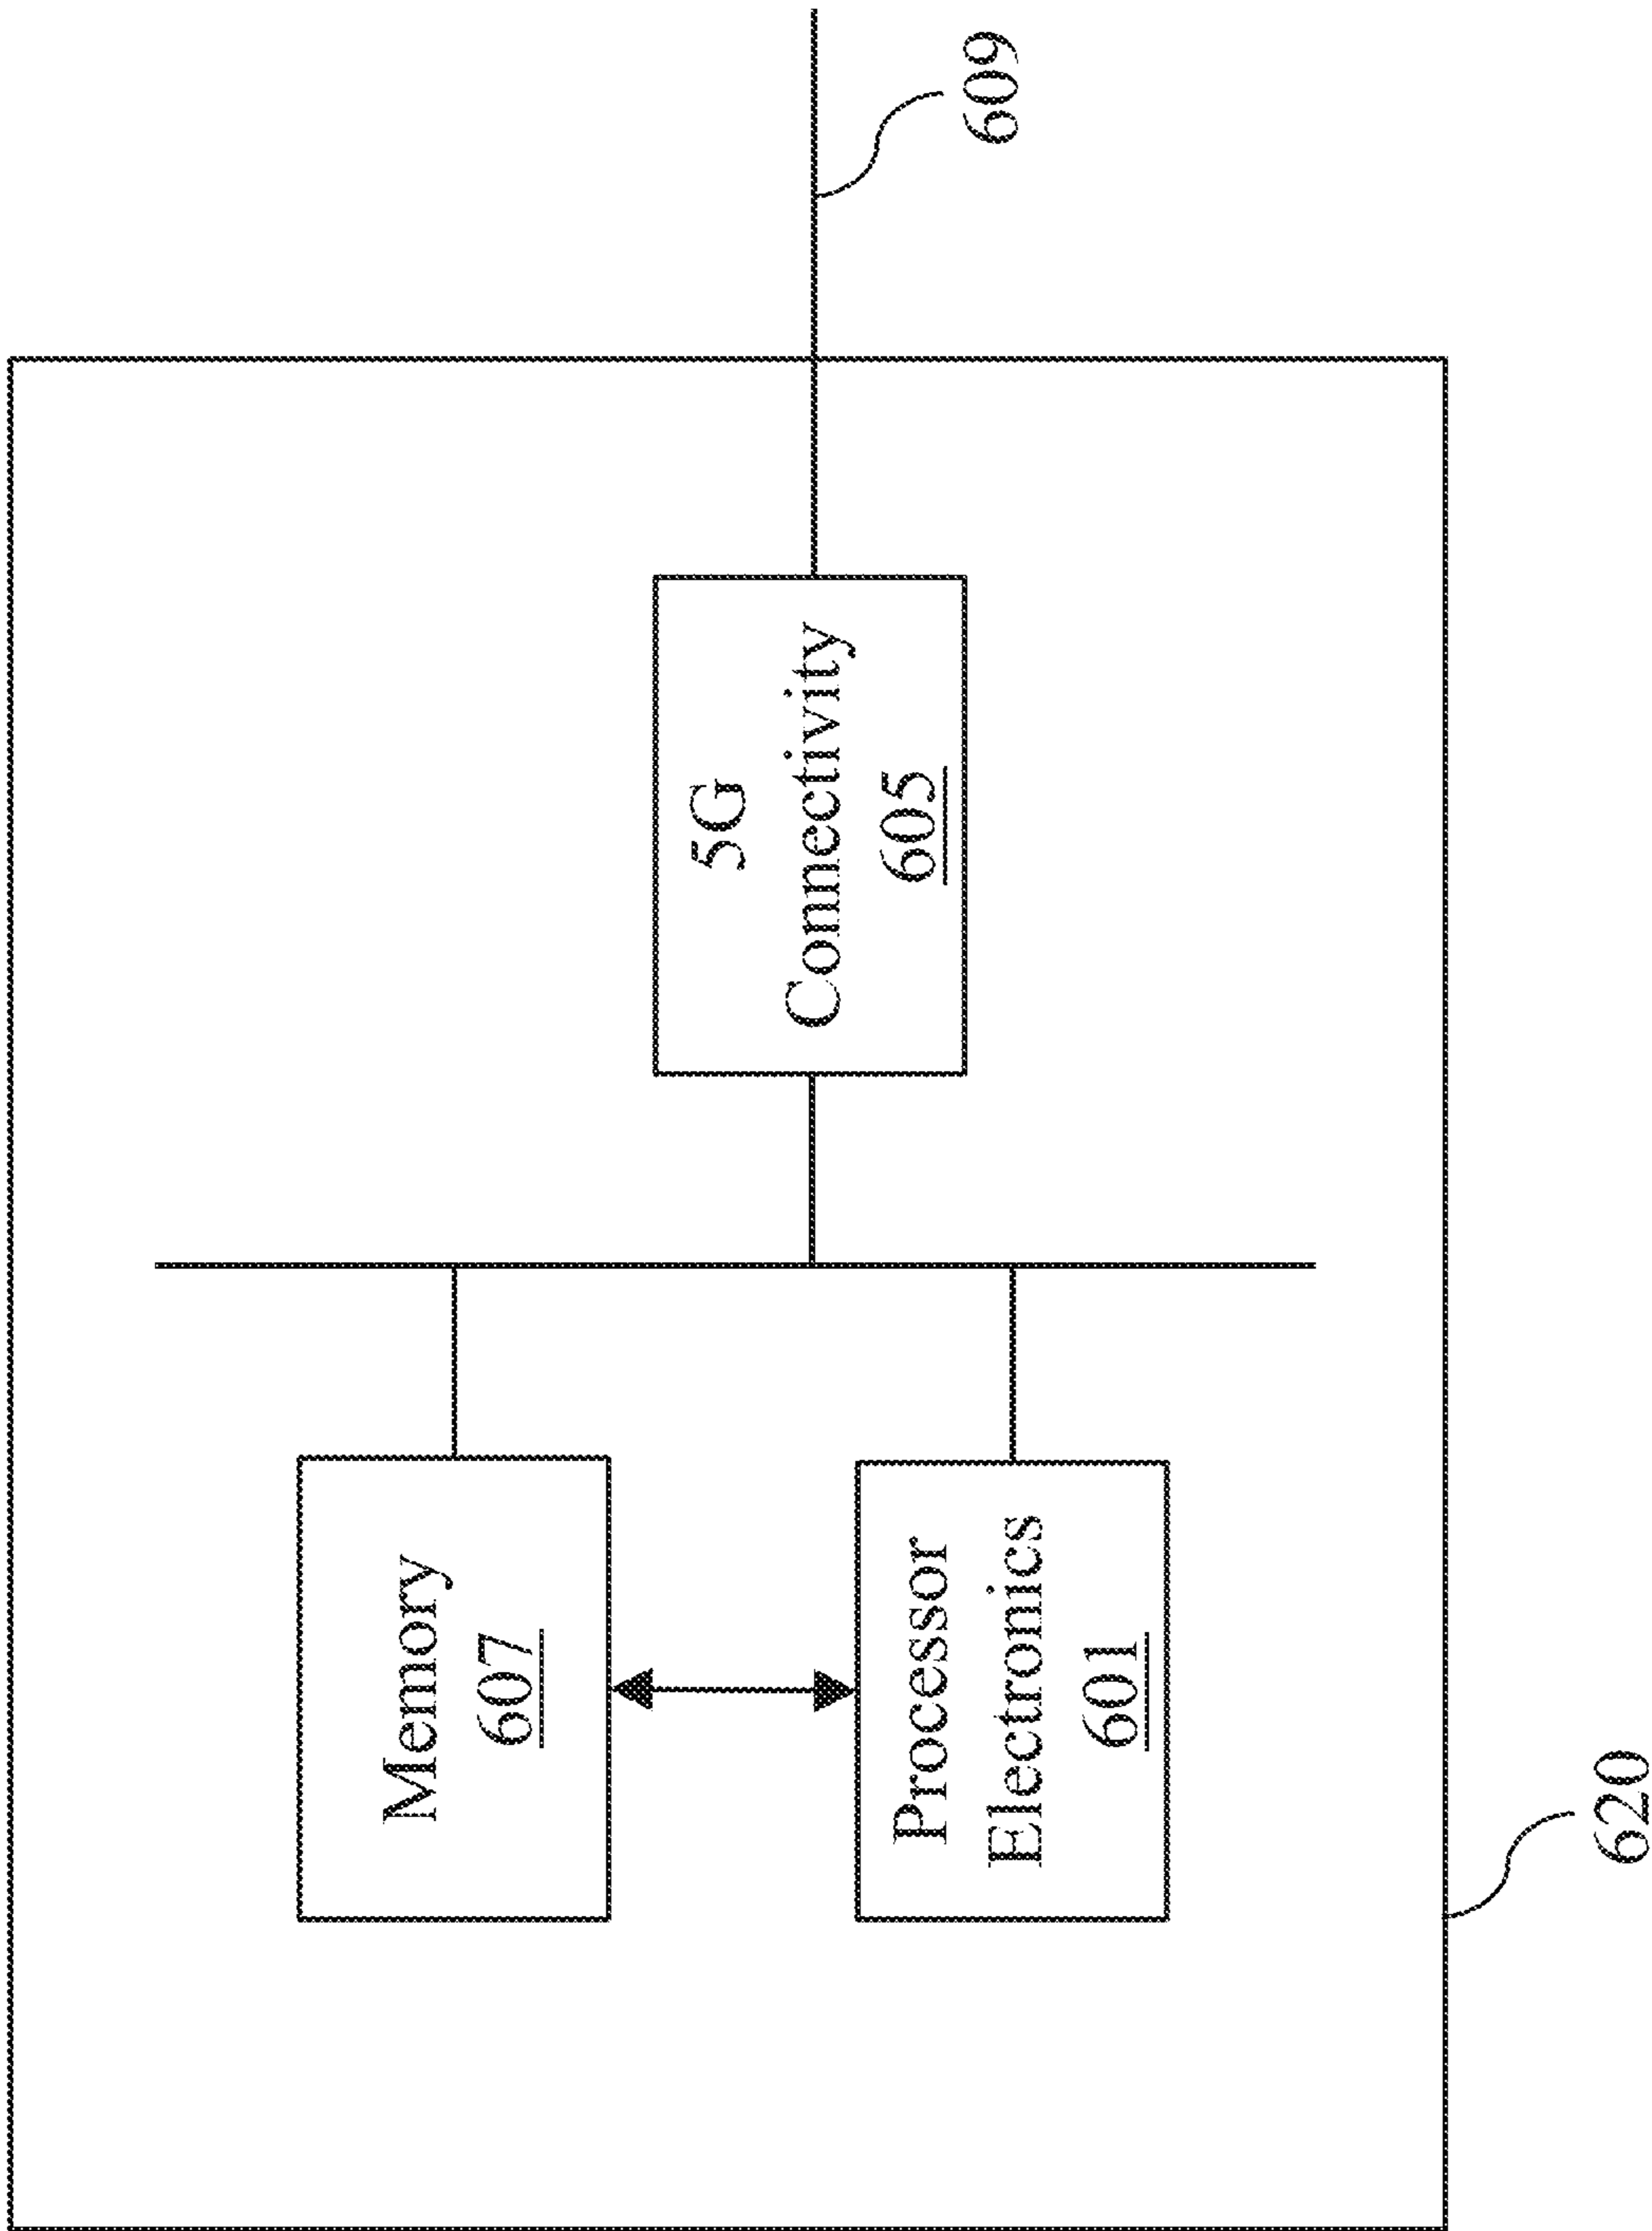 Memory
607
Processor
Electronics
601
5G
Connectivity
605
609
620